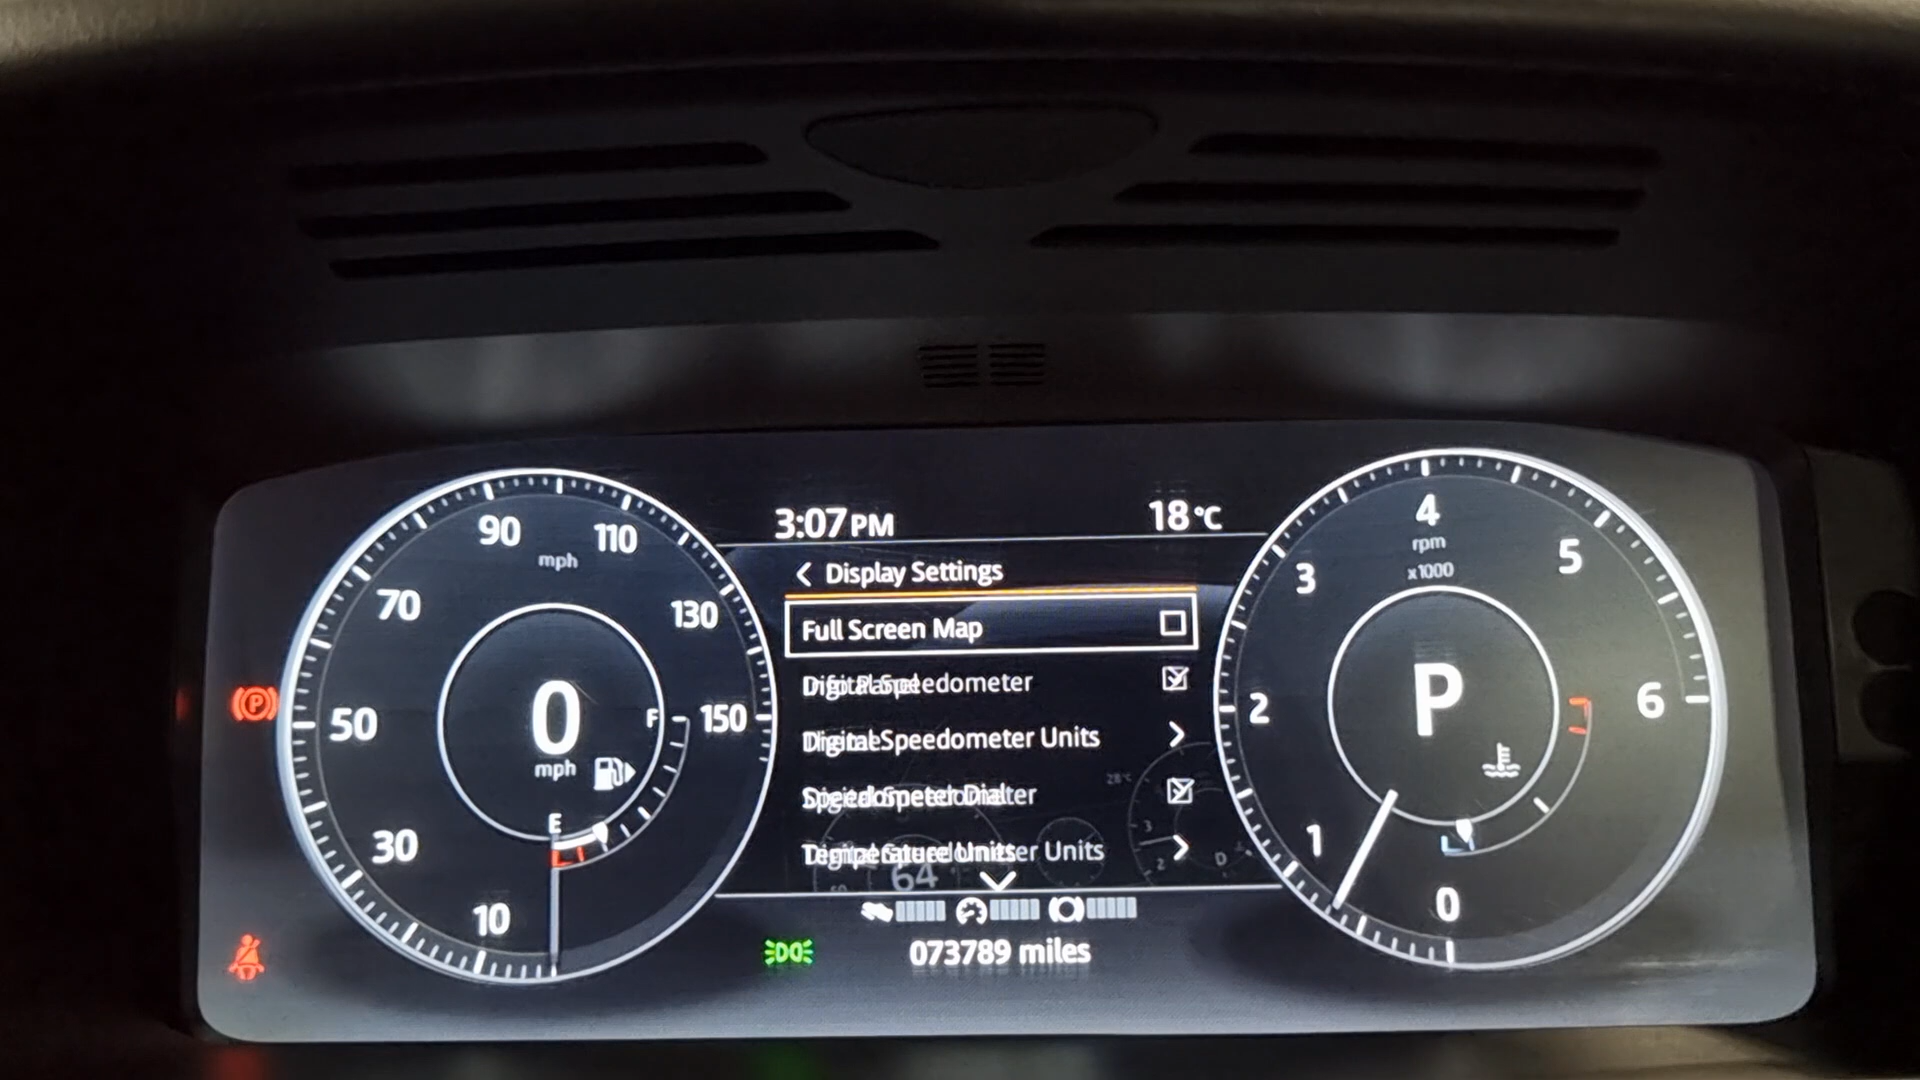 3:07 PM
18 °C
Display Settings
Full Screen Map
Digital Speedometer
Digital Speedometer Units
Speedometer Dial
Temperature Units
64
073789 miles
90
110
mph
70
130
50
150
30
10
0
mph
F
E
4
rpm
x1000
3
5
2
6
1
0
P
P
28°C
3
2
D